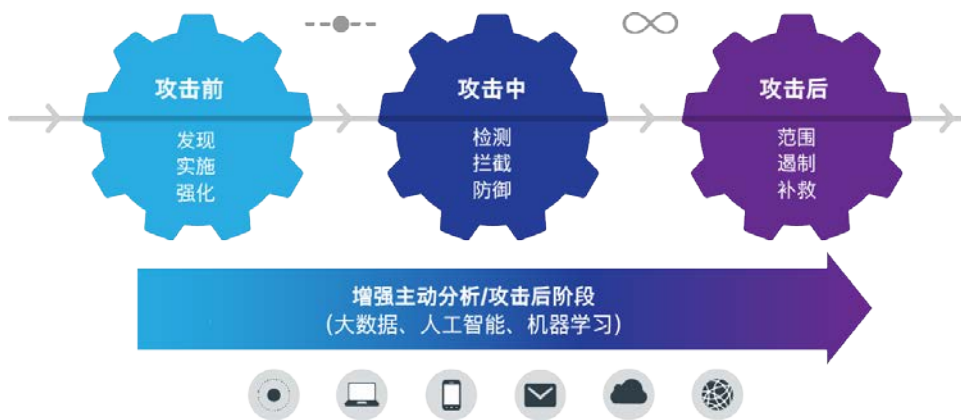 攻击前
发现
实施
强化
攻击中
检测
拦截
防御
攻击后
范围
遏制
补救
增强主动分析/攻击后阶段
(大数据、人工智能、机器学习)